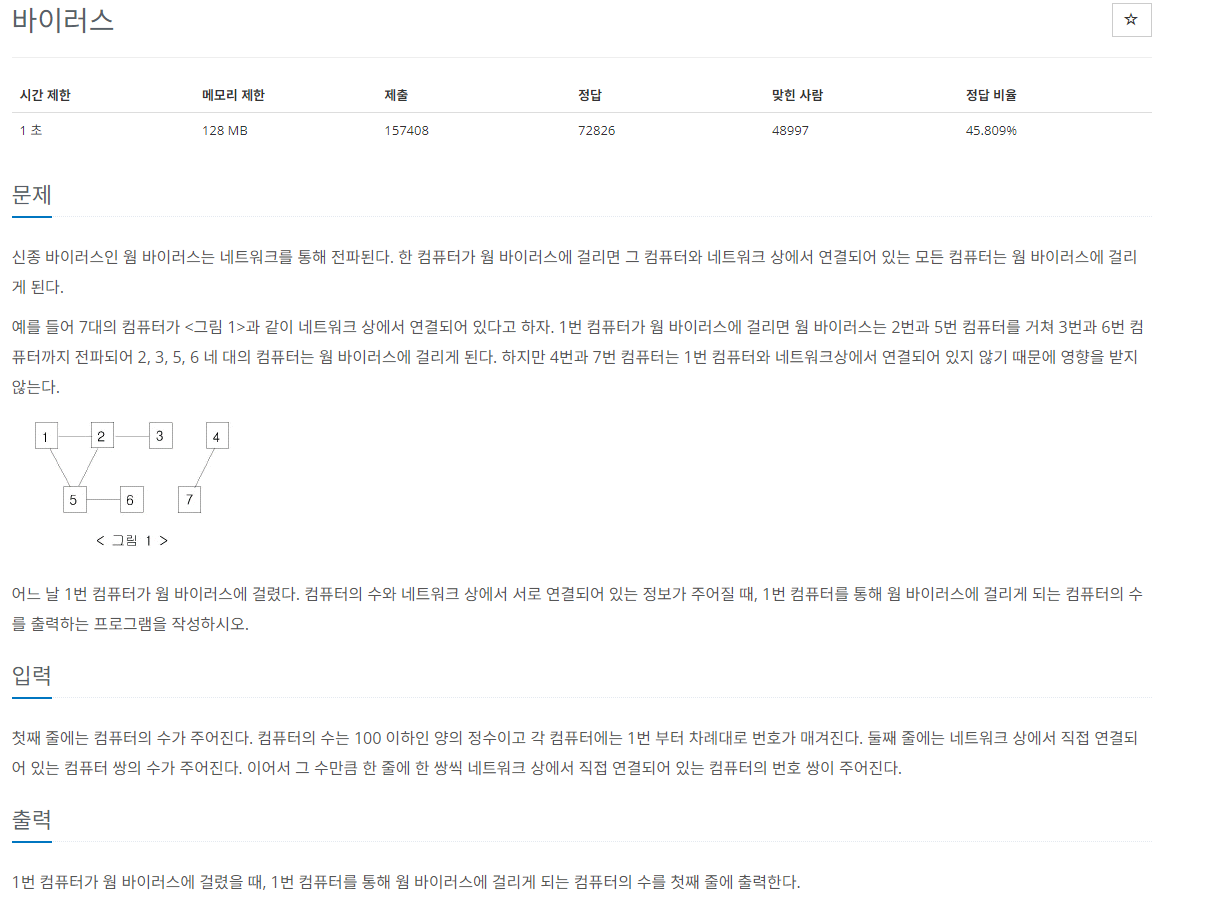 바이러스
☆
시간 제한 메모리 제한 제출 정답 맞힌 사람 정답 비율
1 초 128 MB 157408 72826 48997 45.809%
문제
신종 바이러스인 웜 바이러스는 네트워크를 통해 전파된다. 한 컴퓨터가 웜 바이러스에 걸리면 그 컴퓨터와 네트워크 상에서 연결되어 있는 모든 컴퓨터는 웜 바이러스에 걸리
게 된다.
예를 들어 7대의 컴퓨터가 <그림 1>과 같이 네트워크 상에서 연결되어 있다고 하자. 1번 컴퓨터가 웜 바이러스에 걸리면 웜 바이러스는 2번과 5번 컴퓨터를 거쳐 3번과 6번 컴
퓨터까지 전파되어 2, 3, 5, 6 네 대의 컴퓨터는 웜 바이러스에 걸리게 된다. 하지만 4번과 7번 컴퓨터는 1번 컴퓨터와 네트워크상에서 연결되어 있지 않기 때문에 영향을 받지
않는다.
1 2 3 4
5 6 7
< 그림 1 >
어느 날 1번 컴퓨터가 웜 바이러스에 걸렸다. 컴퓨터의 수와 네트워크 상에서 서로 연결되어 있는 정보가 주어질 때, 1번 컴퓨터를 통해 웜 바이러스에 걸리게 되는 컴퓨터의 수
를 출력하는 프로그램을 작성하시오.
입력
첫째 줄에는 컴퓨터의 수가 주어진다. 컴퓨터의 수는 100 이하인 양의 정수이고 각 컴퓨터에는 1번 부터 차례대로 번호가 매겨진다. 둘째 줄에는 네트워크 상에서 직접 연결되
어 있는 컴퓨터 쌍의 수가 주어진다. 이어서 그 수만큼 한 줄에 한 쌍씩 네트워크 상에서 직접 연결되어 있는 컴퓨터의 번호 쌍이 주어진다.
출력
1번 컴퓨터가 웜 바이러스에 걸렸을 때, 1번 컴퓨터를 통해 웜 바이러스에 걸리게 되는 컴퓨터의 수를 첫째 줄에 출력한다.